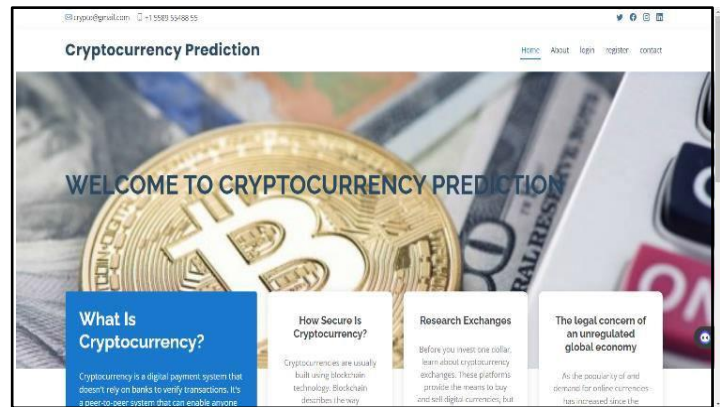 crypto@gmail.com +1 5589 55488 55
Cryptocurrency Prediction
Home About login register contact
WELCOME TO CRYPTOCURRENCY PREDICTION
What Is
Cryptocurrency?
Cryptocurrency is a digital payment system that
doesn't rely on banks to verify transactions. It's
a peer-to-peer system that can enable anyone
How Secure Is
Cryptocurrency?
Cryptocurrencies are usually
built using blockchain
technology. Blockchain
describes the way
Research Exchanges
Before you invest one dollar,
learn about cryptocurrency
exchanges. These platforms
provide the means to buy
and sell digital currencies, but
The legal concern of
an unregulated
global economy
As the popularity of and
demand for online currencies
has increased since the